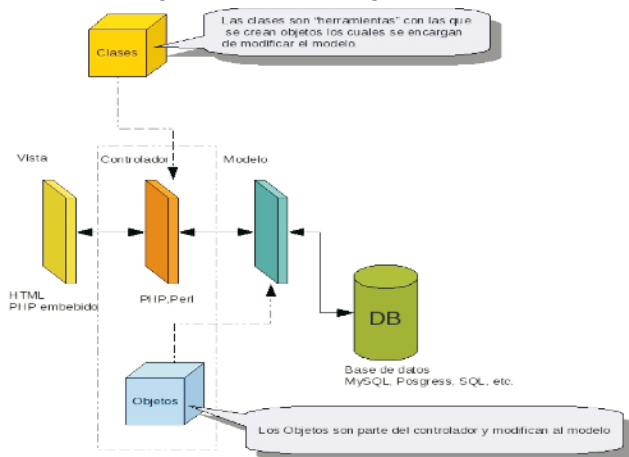 Las clases son "herramientas" con las que
se crean objetos los cuales se encargan
de modificar el modelo.
Clases
Vista
Controlador
Modelo
HTML
PHP embebido
PHP,Perl
DB
Base de datos
MySQL, Posgress, SQL, etc.
Objetos
Los Objetos son parte del controlador y modifican al modelo